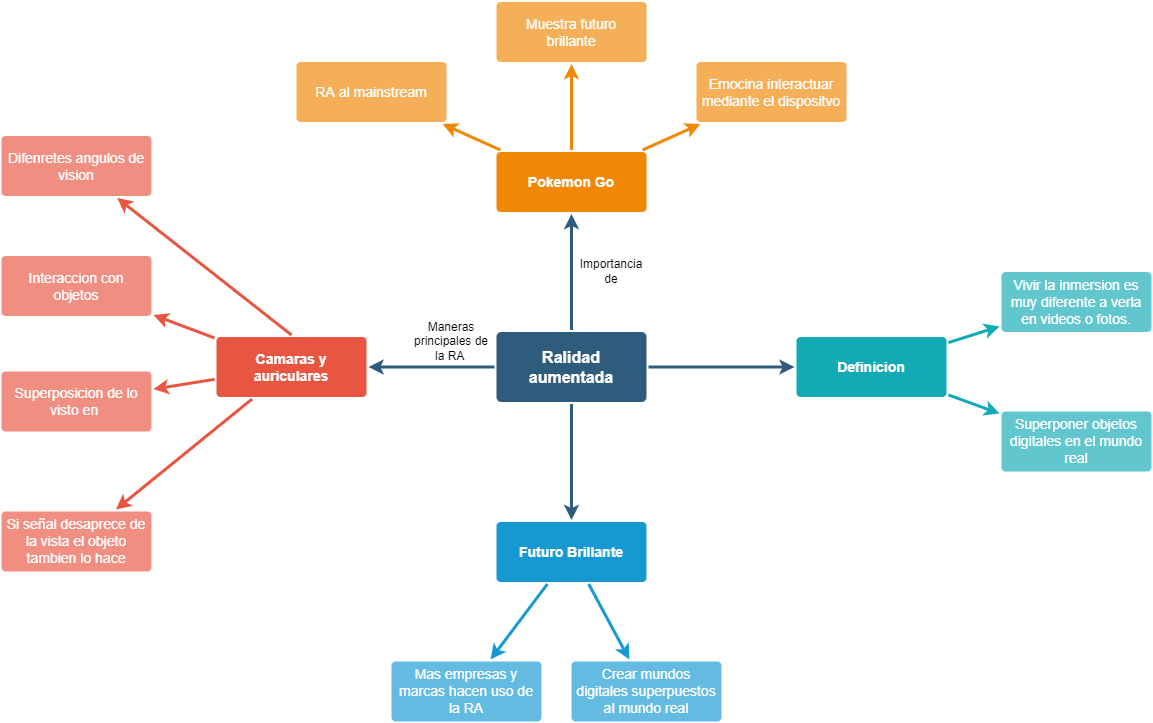 Muestra futuro
brillante
RA al mainstream
Emocina interactuar
mediante el dispositvo
Pokemon Go
Importancia
de
Difenretes angulos de
vision
Interaccion con
objetos
Superposicion de lo
visto en
Si señal desaprece de
la vista el objeto
tambien lo hace
Camaras y
auriculares
Maneras
principales de
la RA
Ralidad
aumentada
Definicion
Vivir la inmersion es
muy diferente a verla
en videos o fotos.
Superponer objetos
digitales en el mundo
real
Futuro Brillante
Mas empresas y
marcas hacen uso de
la RA
Crear mundos
digitales superpuestos
al mundo real